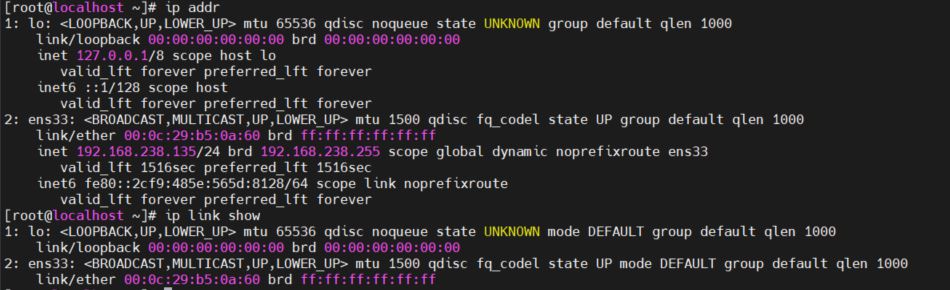 [root@localhost ~]# ip addr
1: lo: <LOOPBACK,UP,LOWER_UP> mtu 65536 qdisc noqueue state UNKNOWN group default qlen 1000
    link/loopback 00:00:00:00:00:00 brd 00:00:00:00:00:00
    inet 127.0.0.1/8 scope host lo
       valid_lft forever preferred_lft forever
    inet6 ::1/128 scope host
       valid_lft forever preferred_lft forever
2: ens33: <BROADCAST,MULTICAST,UP,LOWER_UP> mtu 1500 qdisc fq_codel state UP group default qlen 1000
    link/ether 00:0c:29:b5:0a:60 brd ff:ff:ff:ff:ff:ff
    inet 192.168.238.135/24 brd 192.168.238.255 scope global dynamic noprefixroute ens33
       valid_lft 1516sec preferred_lft 1516sec
    inet6 fe80::2cf9:485e:565d:8128/64 scope link noprefixroute
       valid_lft forever preferred_lft forever
[root@localhost ~]# ip link show
1: lo: <LOOPBACK,UP,LOWER_UP> mtu 65536 qdisc noqueue state UNKNOWN mode DEFAULT group default qlen 1000
    link/loopback 00:00:00:00:00:00 brd 00:00:00:00:00:00
2: ens33: <BROADCAST,MULTICAST,UP,LOWER_UP> mtu 1500 qdisc fq_codel state UP mode DEFAULT group default qlen 1000
    link/ether 00:0c:29:b5:0a:60 brd ff:ff:ff:ff:ff:ff